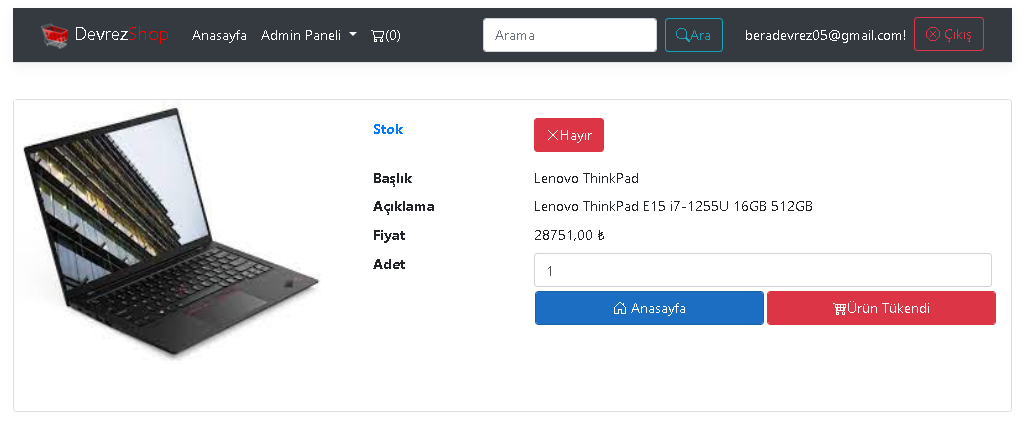 DevrezShop Anasayfa Admin Paneli (0) Arama Ara beradevrez05@gmail.com! Çıkış
Stok Hayır
Başlık Lenovo ThinkPad
Açıklama Lenovo ThinkPad E15 i7-1255U 16GB 512GB
Fiyat 28751,00 ₺
Adet 1
Anasayfa Ürün Tükendi